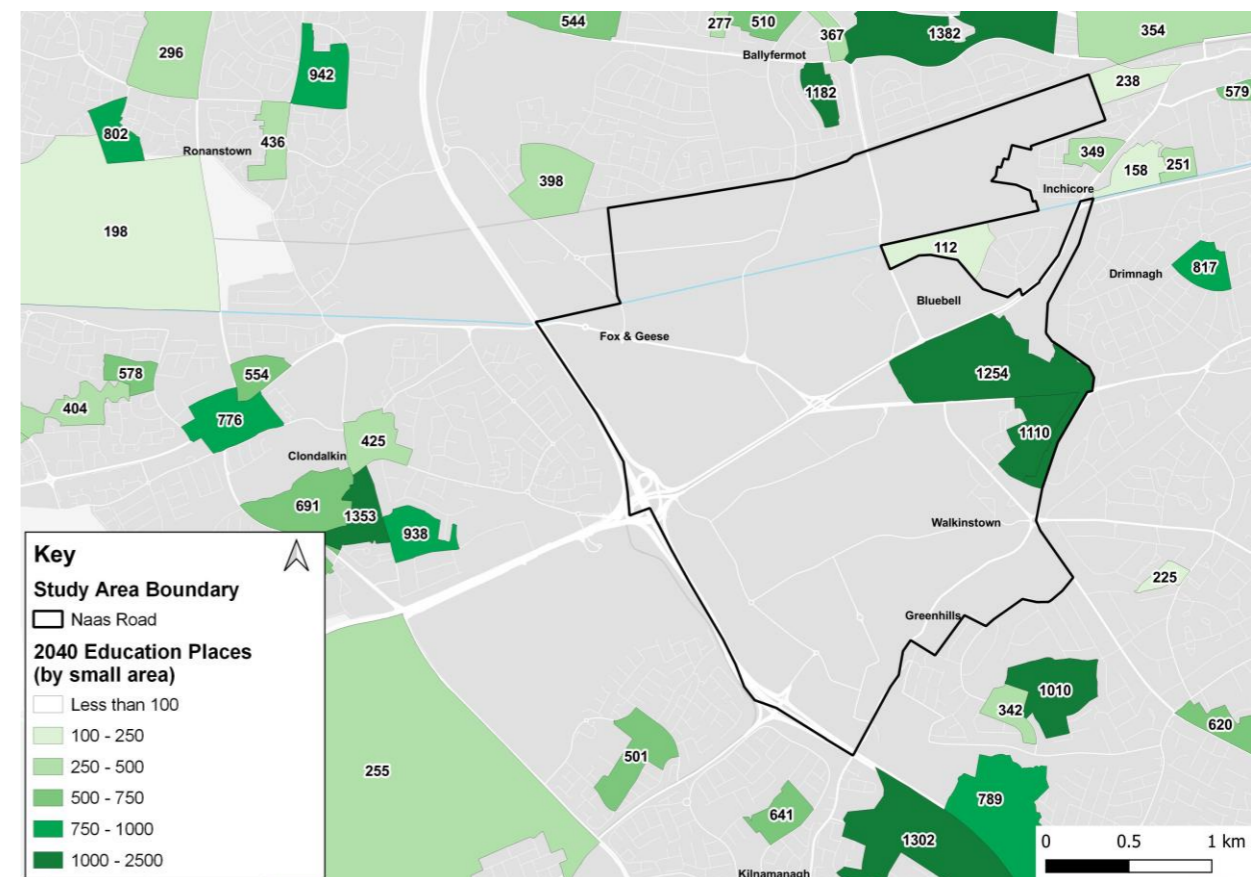 544
277
510
367
1382
354
296
942
Ballyfermot
1182
238
579
802
436
Ronanstown
349
398
158
251
Inchicore
198
112
817
Drimnagh
Bluebell
Fox & Geese
578
554
1254
404
776
425
1110
Clondalkin
691
1353
938
Walkinstown
225
Greenhills
1010
342
620
501
255
641
789
1302
Kilnamanagh
Key
Study Area Boundary
Naas Road
2040 Education Places
(by small area)
Less than 100
100 - 250
250 - 500
500 - 750
750 - 1000
1000 - 2500
0 0.5 1 km